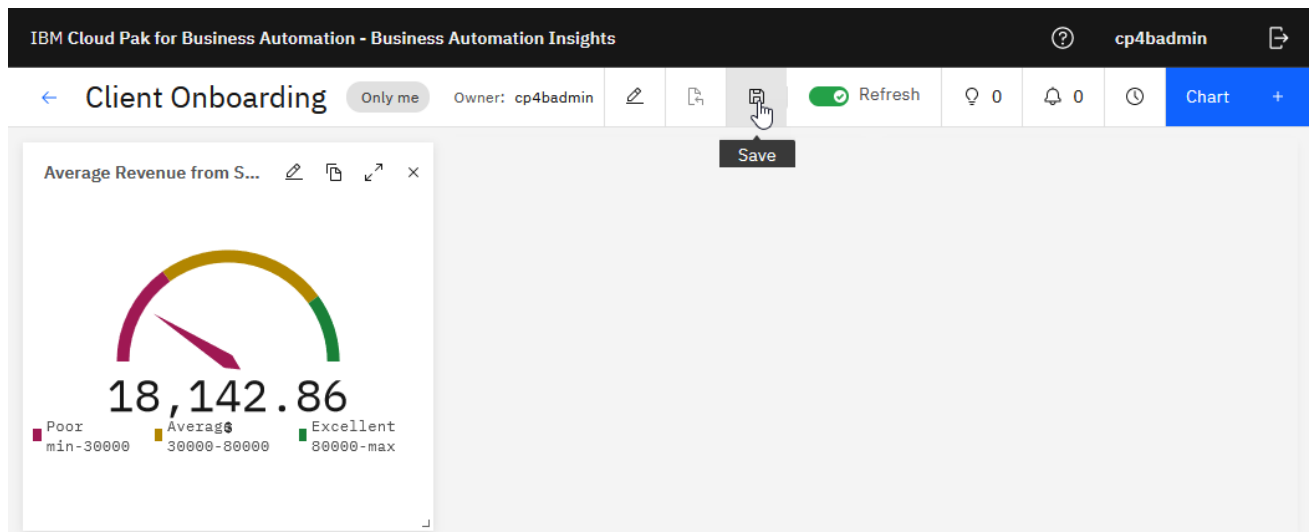 IBM Cloud Pak for Business Automation - Business Automation Insights
cp4badmin
Client Onboarding
Only me
Owner: cp4badmin
Refresh
0
0
Chart +
Save
Average Revenue from S...
18,142.86
Poor
min-30000
Averag$
30000-80000
Excellent
80000-max